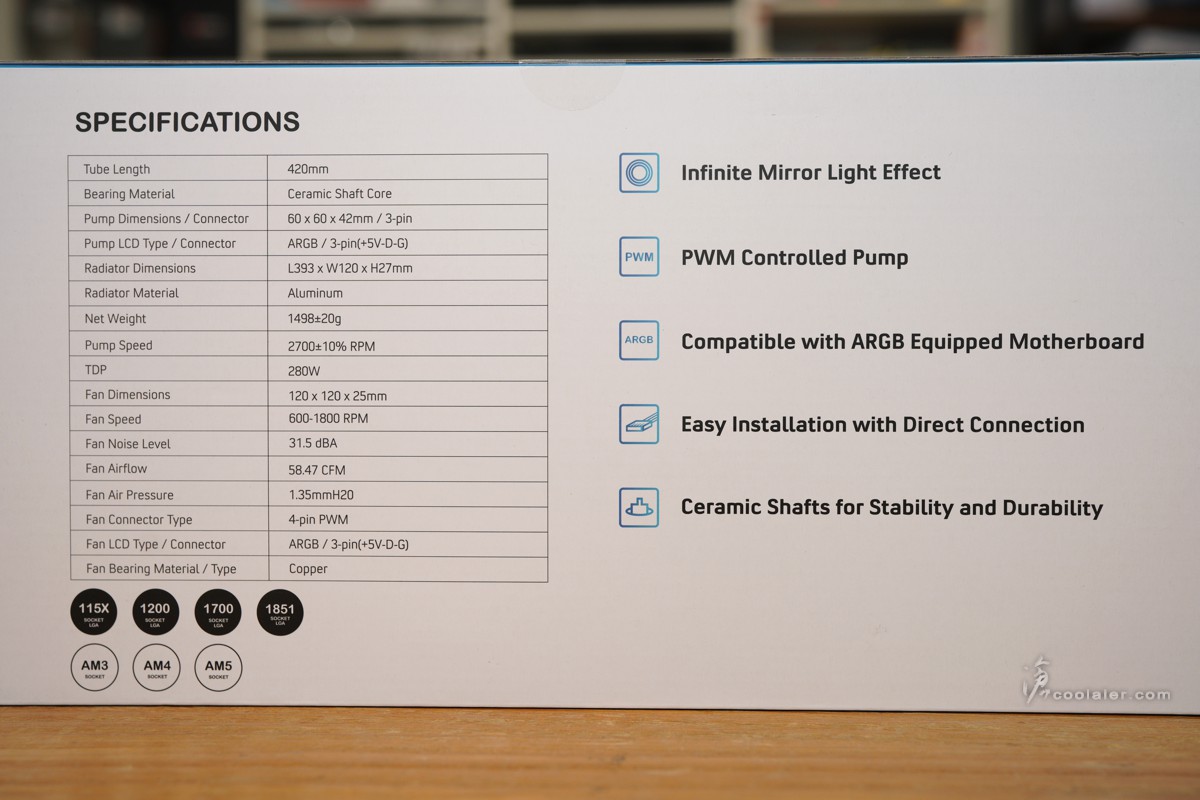 SPECIFICATIONS
Tube Length 420mm
Bearing Material Ceramic Shaft Core
Pump Dimensions / Connector 60 x 60 x 42mm / 3-pin
Pump LCD Type / Connector ARGB / 3-pin(+5V-D-G)
Radiator Dimensions L393 x W120 x H27mm
Radiator Material Aluminum
Net Weight 1498±20g
Pump Speed 2700±10% RPM
TDP 280W
Fan Dimensions 120 x 120 x 25mm
Fan Speed 600-1800 RPM
Fan Noise Level 31.5 dBA
Fan Airflow 58.47 CFM
Fan Air Pressure 1.35mmH20
Fan Connector Type 4-pin PWM
Fan LCD Type / Connector ARGB / 3-pin(+5V-D-G)
Fan Bearing Material / Type Copper
115X
SOCKET
LGA
1200
SOCKET
LGA
1700
SOCKET
LGA
1851
SOCKET
LGA
AM3
SOCKET
AM4
SOCKET
AM5
SOCKET
Infinite Mirror Light Effect
PWM
PWM Controlled Pump
ARGB
Compatible with ARGB Equipped Motherboard
Easy Installation with Direct Connection
Ceramic Shafts for Stability and Durability
coolaler.com